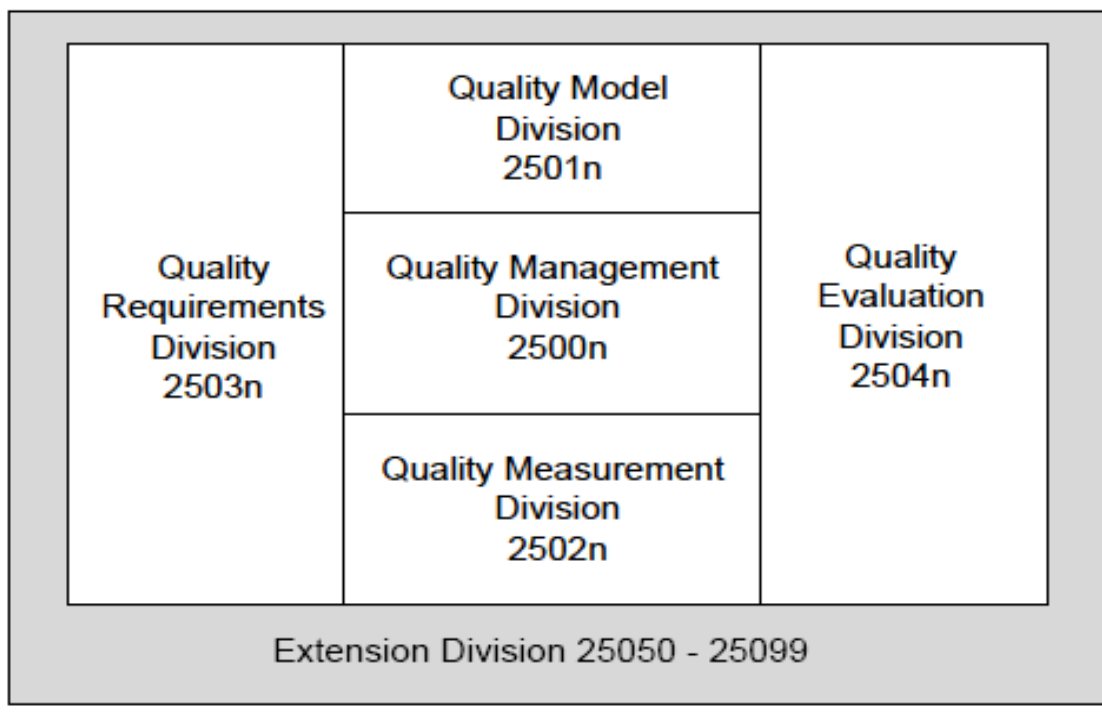 Quality
Requirements
Division
2503n
Quality Model
Division
2501n
Quality Management
Division
2500n
Quality Measurement
Division
2502n
Quality
Evaluation
Division
2504n
Extension Division 25050 - 25099